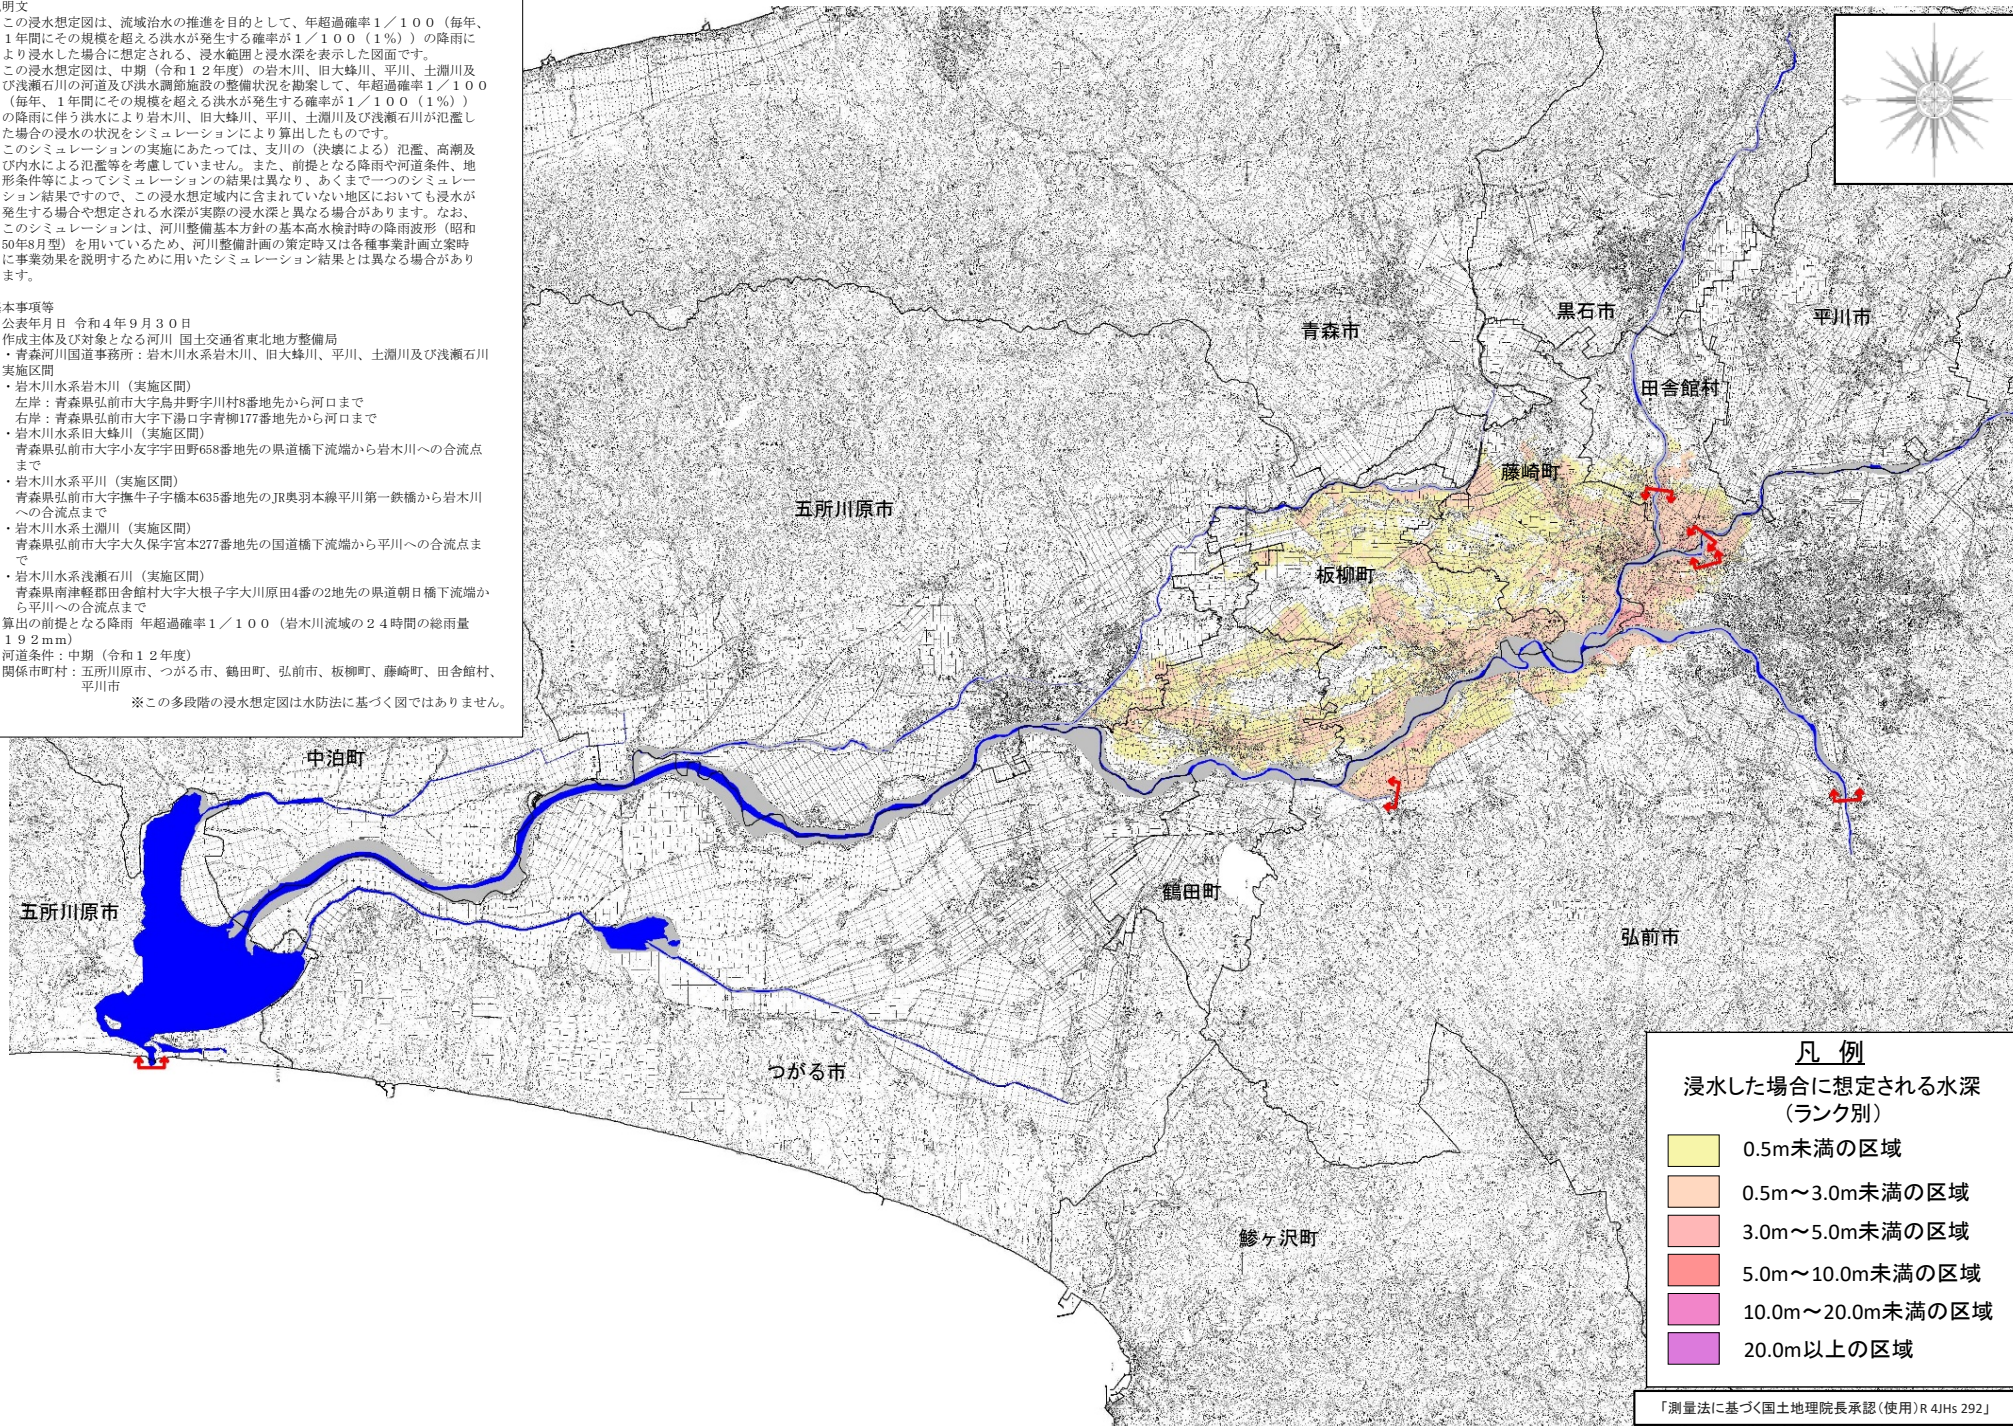 明文
この浸水想定図は、流域治水の推進を目的として、年超過確率１／１００（毎年、
１年間にその規模を超える洪水が発生する確率が１／１００（１%））の降雨に
より浸水した場合に想定される、浸水範囲と浸水深を表示した図面です。
この浸水想定図は、中期（令和１２年度）の岩木川、旧大蜂川、平川、土淵川及
び浅瀬石川の河道及び洪水調節施設の整備状況を勘案して、年超過確率１／１００
（毎年、１年間にその規模を超える洪水が発生する確率が１／１００（１%））
の降雨に伴う洪水により岩木川、旧大蜂川、平川、土淵川及び浅瀬石川が氾濫し
た場合の浸水の状況をシミュレーションにより算出したものです。
このシミュレーションの実施にあたっては、支川の（決壊による）氾濫、高潮及
び内水による氾濫等を考慮していません。また、前提となる降雨や河道条件、地
形条件等によってシミュレーションの結果は異なり、あくまで一つのシミュレー
ション結果ですので、この浸水想定域内に含まれていない地区においても浸水が
発生する場合や想定される水深が実際の浸水深と異なる場合があります。なお、
このシミュレーションは、河川整備基本方針の基本高水検討時の降雨波形（昭和
50年8月型）を用いているため、河川整備計画の策定時又は各種事業計画立案時
に事業効果を説明するために用いたシミュレーション結果とは異なる場合があり
ます。
本事項等
公表年月日 令和４年９月３０日
作成主体及び対象となる河川 国土交通省東北地方整備局
・青森河川国道事務所：岩木川水系岩木川、旧大蜂川、平川、土淵川及び浅瀬石川
実施区間
・岩木川水系岩木川（実施区間）
左岸：青森県弘前市大字鳥井野字川村8番地先から河口まで
右岸：青森県弘前市大字下湯口字青柳177番地先から河口まで
・岩木川水系旧大蜂川（実施区間）
青森県弘前市大字小友字宇田野658番地先の県道橋下流端から岩木川への合流点
まで
・岩木川水系平川（実施区間）
青森県弘前市大字撫牛子字橋本635番地先のJR奥羽本線平川第一鉄橋から岩木川
への合流点まで
・岩木川水系土淵川（実施区間）
青森県弘前市大字大久保字宮本277番地先の国道橋下流端から平川への合流点ま
で
・岩木川水系浅瀬石川（実施区間）
青森県南津軽郡田舎館村大字大根子字大川原田4番の2地先の県道朝日橋下流端か
ら平川への合流点まで
算出の前提となる降雨 年超過確率１／１００（岩木川流域の２４時間の総雨量
１９２mm）
河道条件：中期（令和１２年度）
関係市町村：五所川原市、つがる市、鶴田町、弘前市、板柳町、藤崎町、田舎館村、
平川市
※この多段階の浸水想定図は水防法に基づく図ではありません。
黒石市
平川市
青森市
田舎館村
藤崎町
五所川原市
板柳町
中泊町
鶴田町
五所川原市
弘前市
つがる市
鰺ヶ沢町
凡 例
浸水した場合に想定される水深
（ランク別）
0.5m未満の区域
0.5m～3.0m未満の区域
3.0m～5.0m未満の区域
5.0m～10.0m未満の区域
10.0m～20.0m未満の区域
20.0m以上の区域
「測量法に基づく国土地理院長承認（使用）R 4JHs 292」